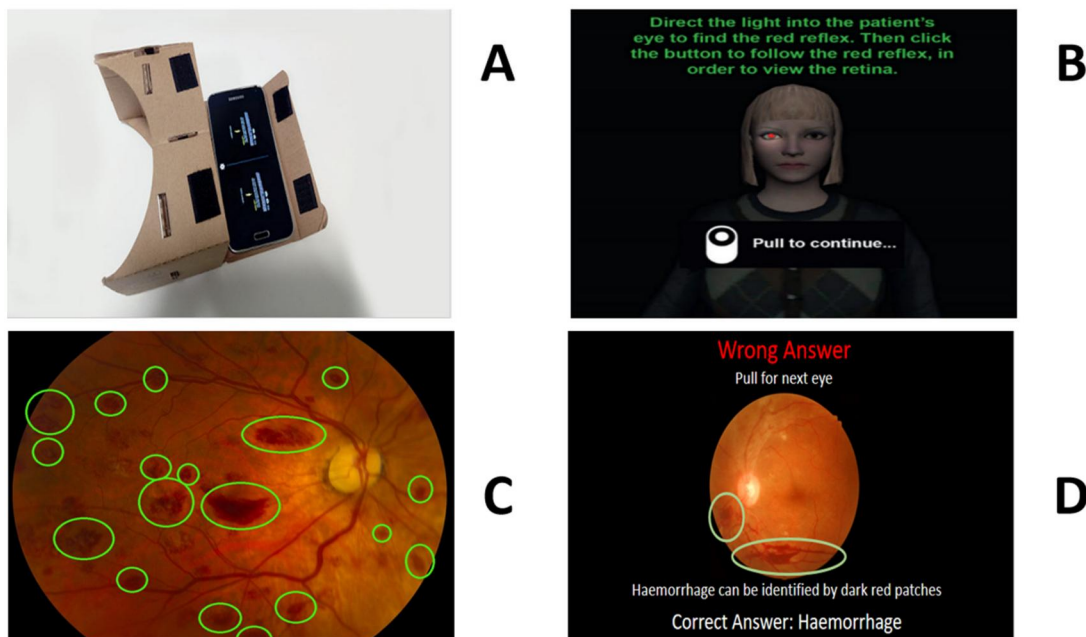 A
SAMSUNG
Direct the light into the patient's
eye to find the red reflex. Then click
the button to follow the red reflex, in
order to view the retina.
Pull to continue...
B
C
Wrong Answer
Pull for next eye
Haemorrhage can be identified by dark red patches
Correct Answer: Haemorrhage
D